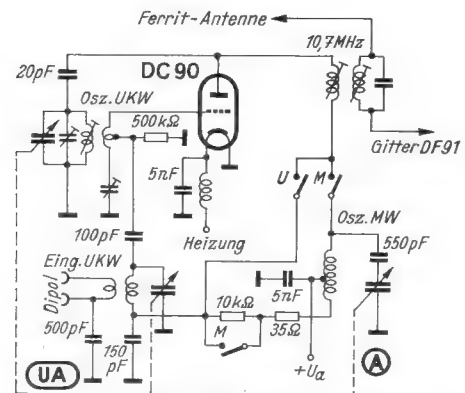 Ferrit-Antenne
10,7MHz
20pF
DC 90
Osz. UKW
500kΩ
Gitter DF91
5nF
U
M
Heizung
Osz. MW
100pF
550pF
Eing. UKW
Dipol
5nF
10kΩ
35Ω
M
500pF
150
pF
+Ua
UA
A